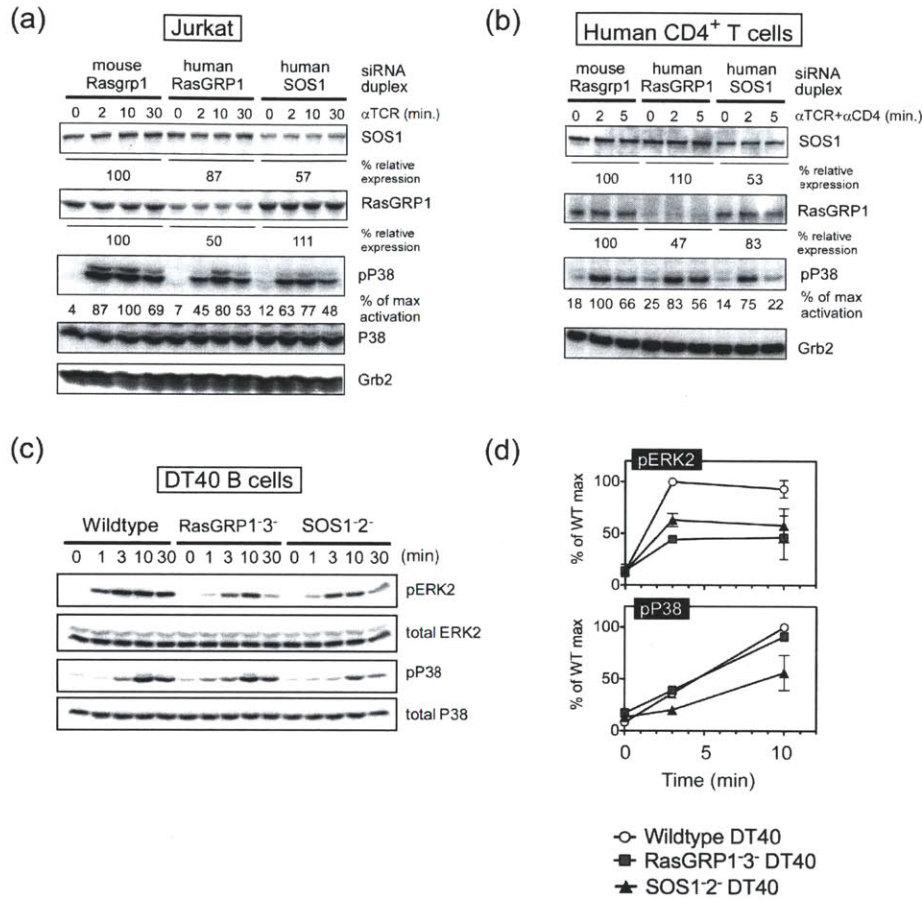 (a)
Jurkat
mouse Rasgrp1
human RasGRP1
human SOS1
siRNA duplex
0 2 10 30 0 2 10 30 0 2 10 30 αTCR (min.)
SOS1
100 87 57 % relative expression
RasGRP1
100 50 111 % relative expression
pP38
4 87 100 69 7 45 80 53 12 63 77 48 % of max activation
P38
Grb2
(b)
Human CD4+ T cells
mouse Rasgrp1
human RasGRP1
human SOS1
siRNA duplex
0 2 5 0 2 5 0 2 5 αTCR+αCD4 (min.)
SOS1
100 110 53 % relative expression
RasGRP1
100 47 83 % relative expression
pP38
18 100 66 25 83 56 14 75 22 % of max activation
Grb2
(c)
DT40 B cells
Wildtype RasGRP1-3- SOS1-2-
0 1 3 10 30 0 1 3 10 30 0 1 3 10 30 (min)
pERK2
total ERK2
pP38
total P38
(d)
pERK2
% of WT max
100
50
0
pP38
% of WT max
100
50
0
0 5 10
Time (min)
Wildtype DT40
RasGRP1-3- DT40
SOS1-2- DT40